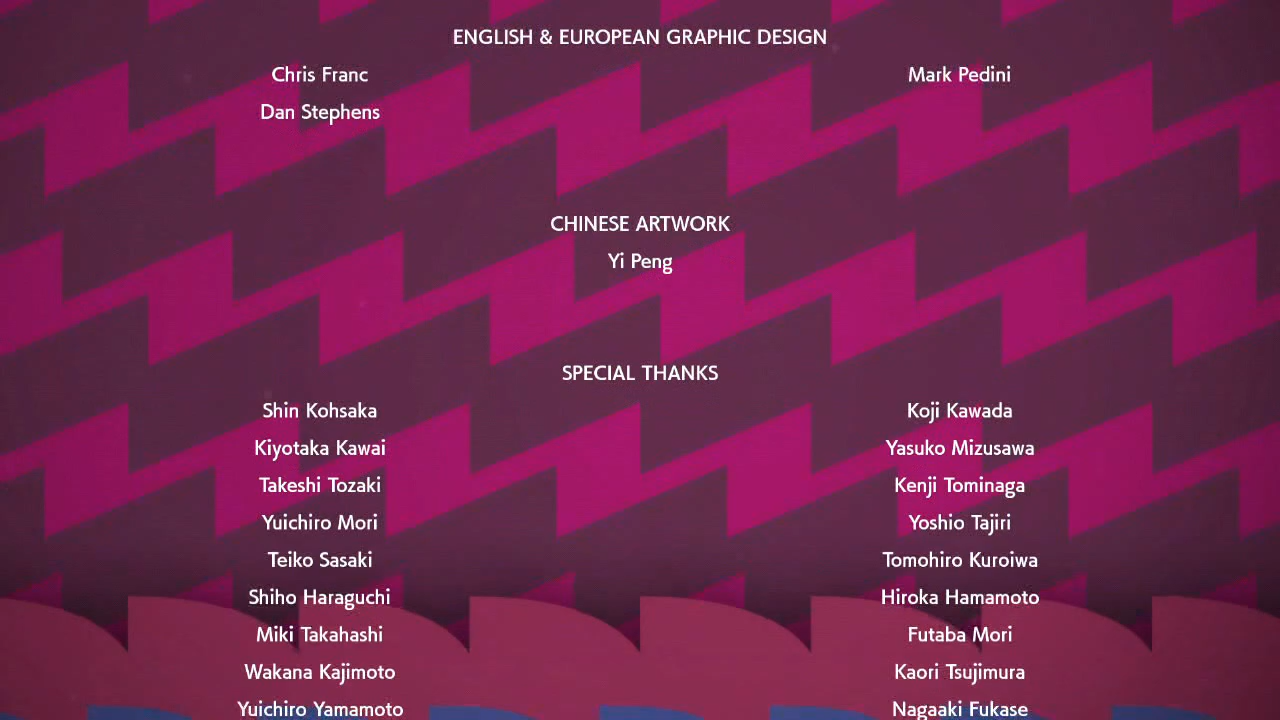 ENGLISH & EUROPEAN GRAPHIC DESIGN
Chris Franc Mark Pedini
Dan Stephens
CHINESE ARTWORK
Yi Peng
SPECIAL THANKS
Shin Kohsaka Koji Kawada
Kiyotaka Kawai Yasuko Mizusawa
Takeshi Tozaki Kenji Tominaga
Yuichiro Mori Yoshio Tajiri
Teiko Sasaki Tomohiro Kuroiwa
Shiho Haraguchi Hiroka Hamamoto
Miki Takahashi Futaba Mori
Wakana Kajimoto Kaori Tsujimura
Yuichiro Yamamoto Nagaaki Fukase